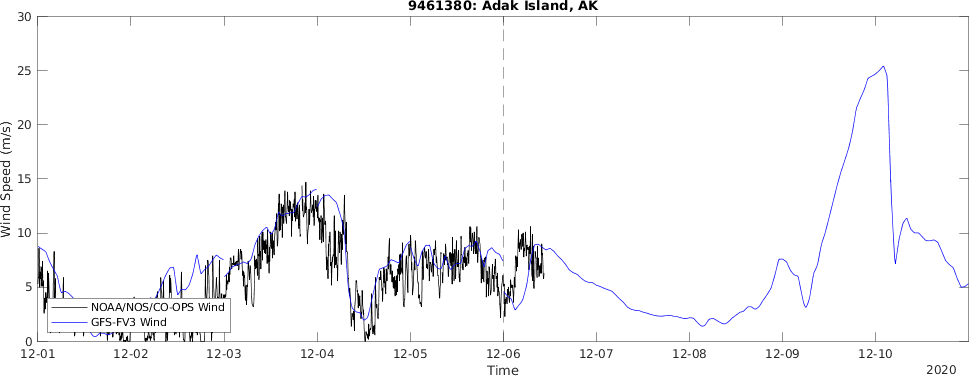 9461380: Adak Island, AK
30
25
20
15
10
5
0
Wind Speed (m/s)
NOAA/NOS/CO-OPS Wind
GFS-FV3 Wind
12-01 12-02 12-03 12-04 12-05 12-06 12-07 12-08 12-09 12-10
Time
2020